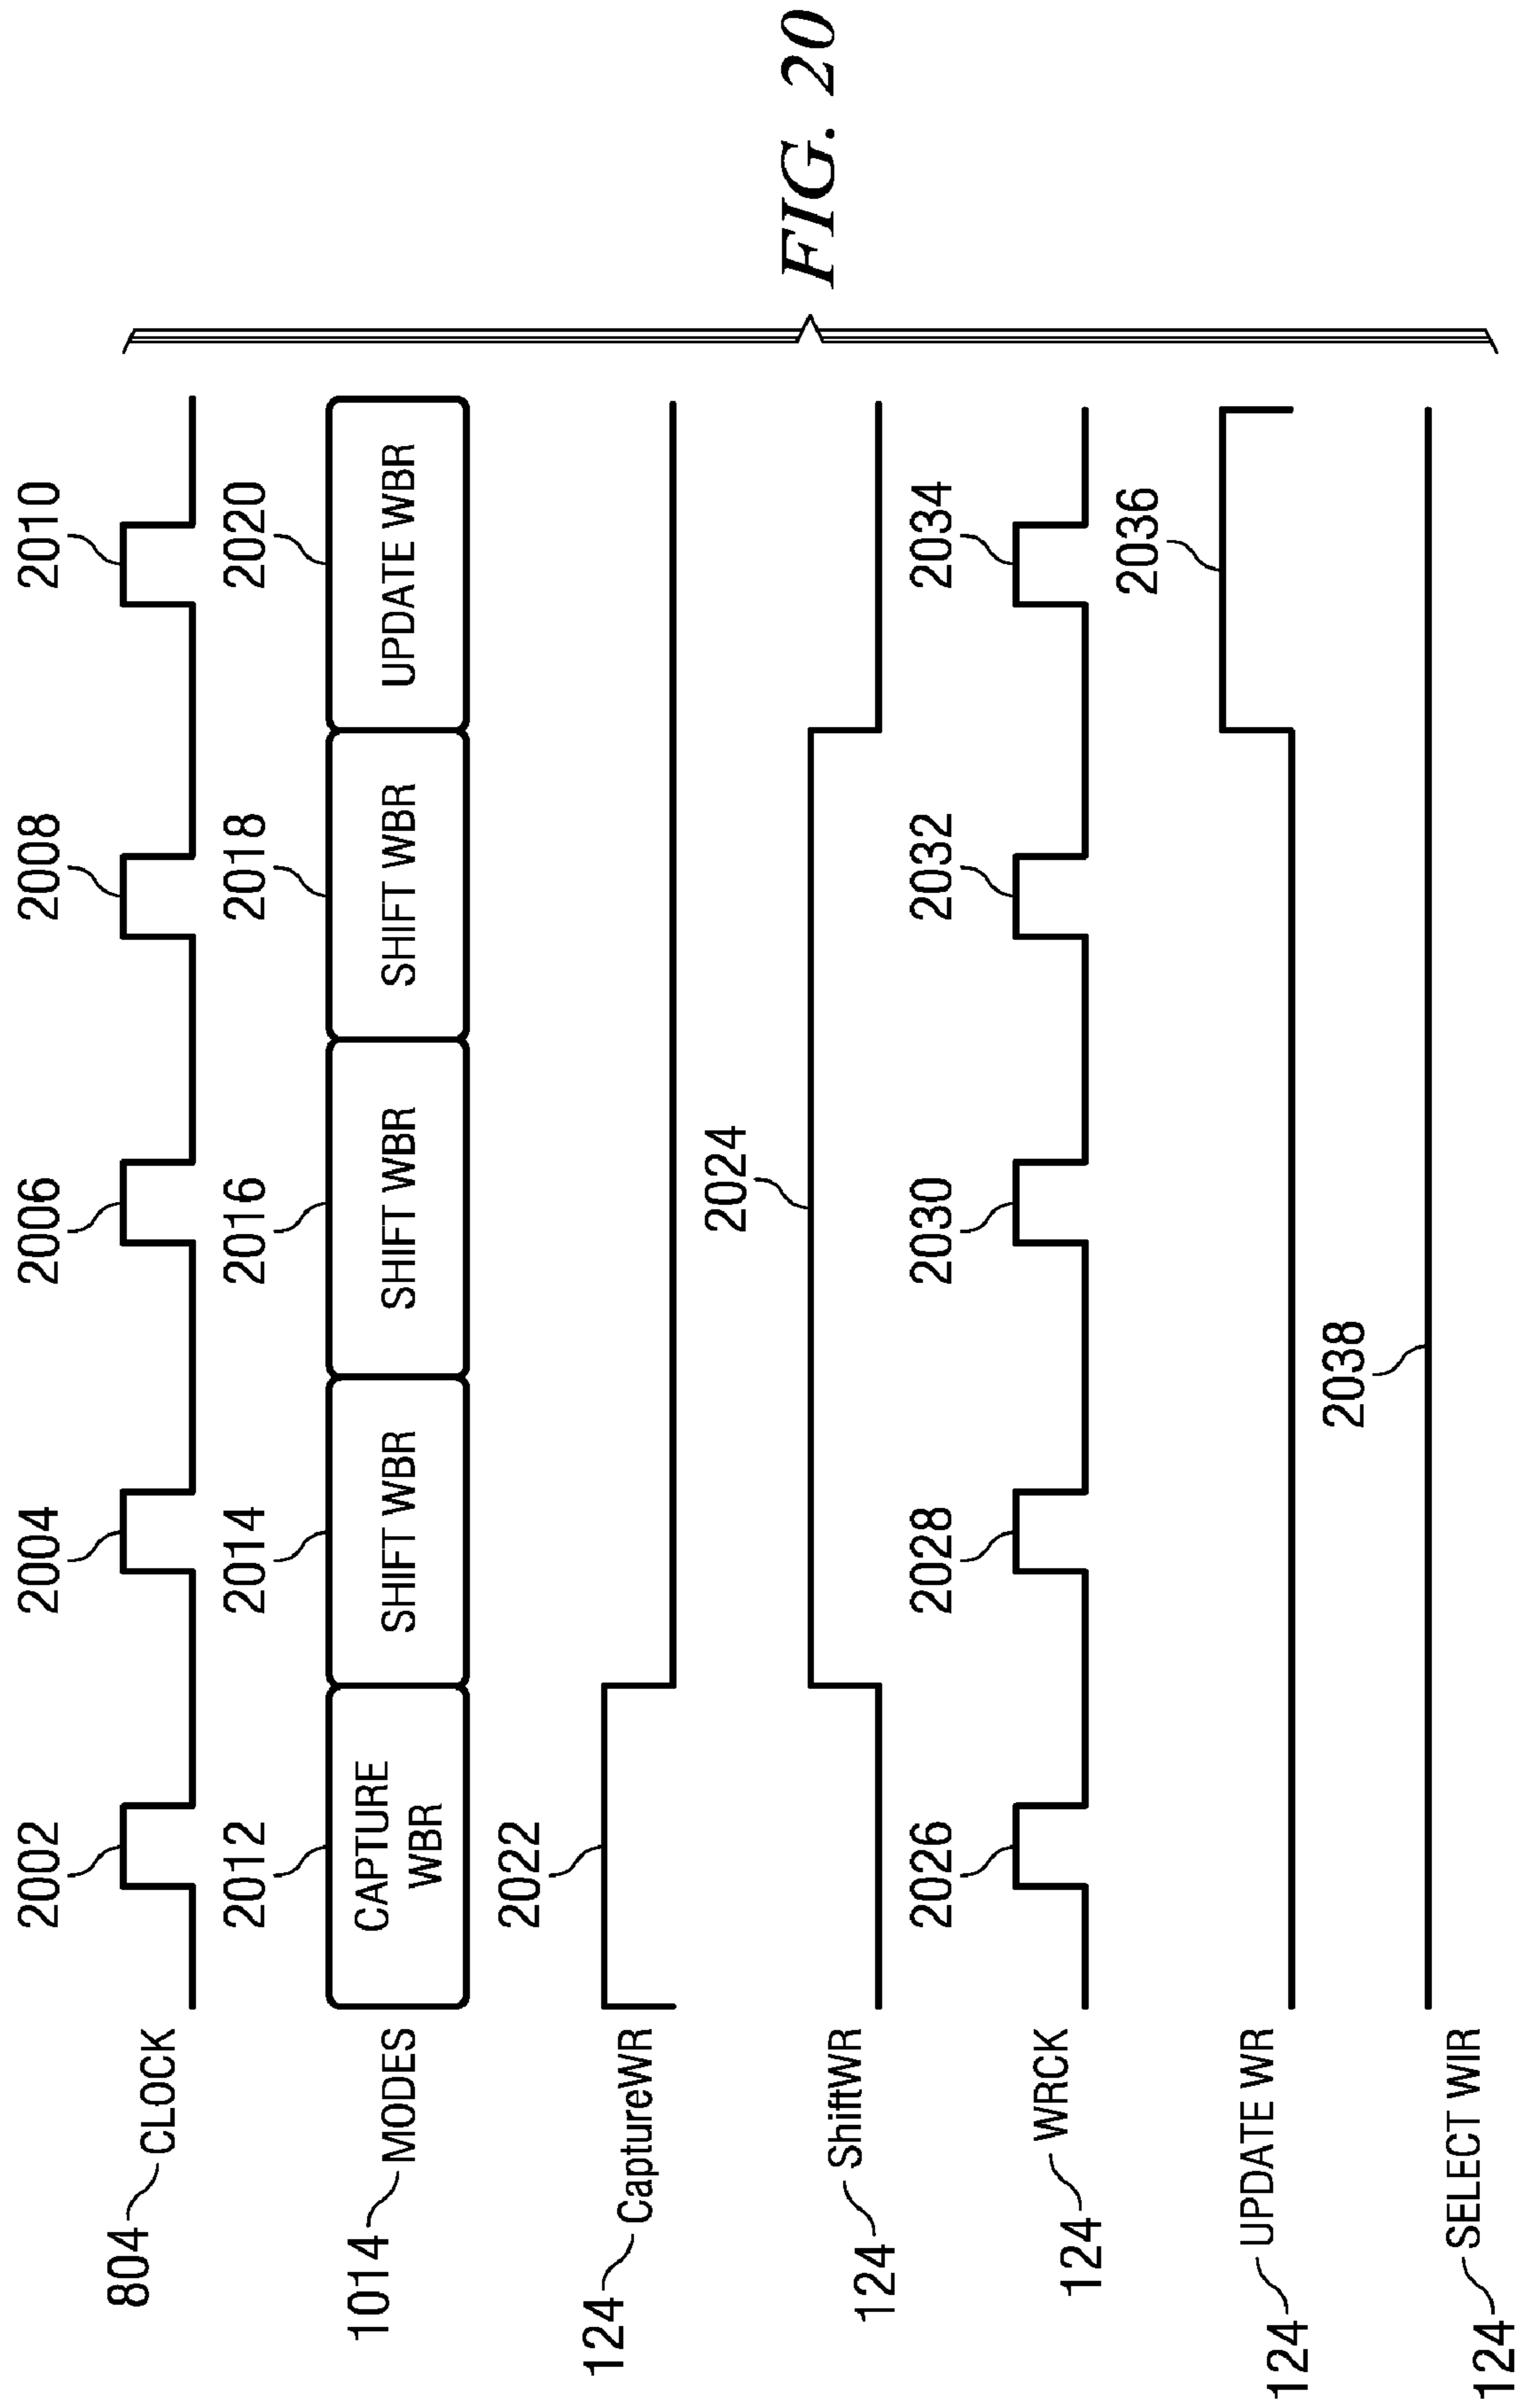 2002 2004 2006 2008 2010
804 CLOCK
2012 2014 2016 2018 2020
1014 MODES
CAPTURE
WBR
SHIFT WBR
SHIFT WBR
SHIFT WBR
UPDATE WBR
2022
124 CaptureWR
2024
124 ShiftWR
2026 2028 2030 2032 2034
124 WRCK
2036
124 UPDATE WR
2038
124 SELECT WIR
FIG. 20